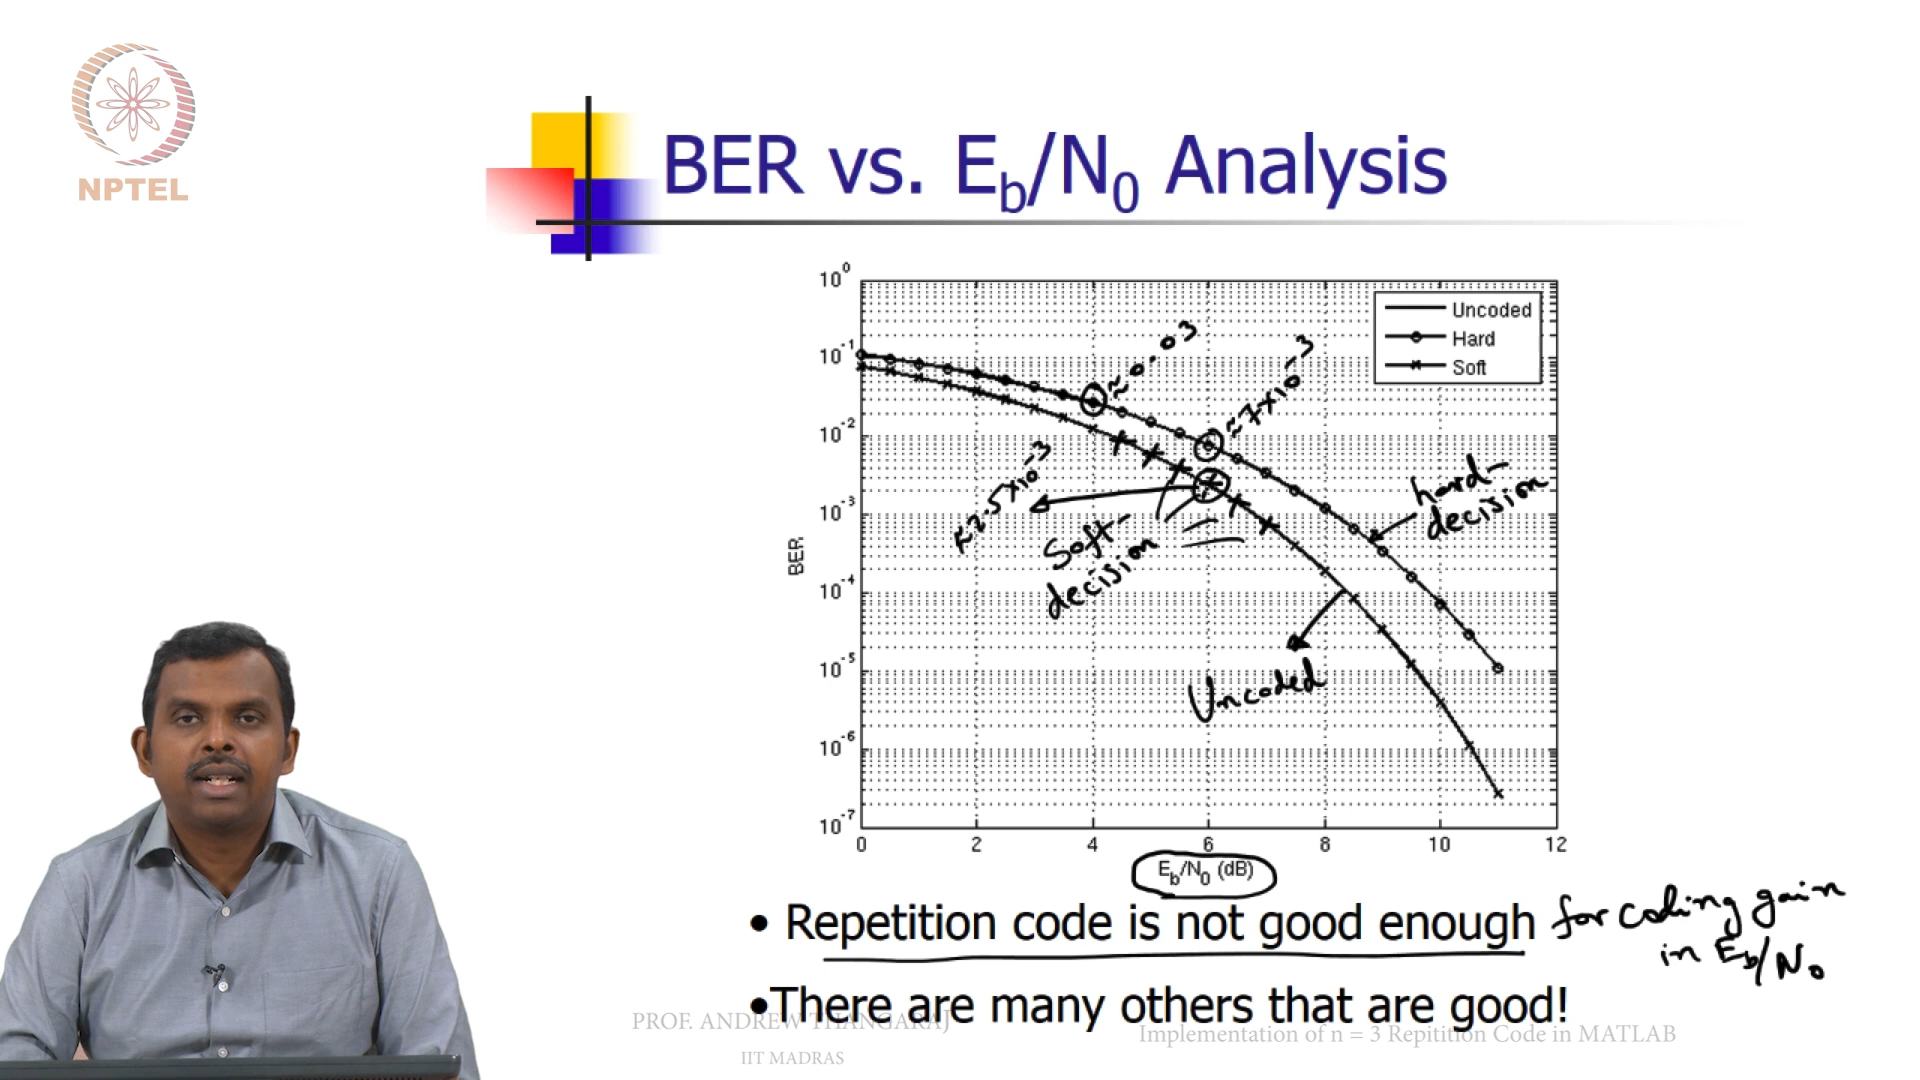 NPTEL
BER vs. Eb/N0 Analysis
10^0
10^-1
10^-2
10^-3
10^-4
10^-5
10^-6
10^-7
BER
0 2 4 6 8 10 12
Eb/N0 (dB)
Uncoded
Hard
Soft
≈0.03
≈7×10^-3
≈2.5×10^-3
Soft-
decision
hard-
decision
Uncoded
• Repetition code is not good enough for coding gain
in Eb/N0
•There are many others that are good!
PROF. ANDREW THANGARAJ
IIT MADRAS
Implementation of n = 3 Repitition Code in MATLAB